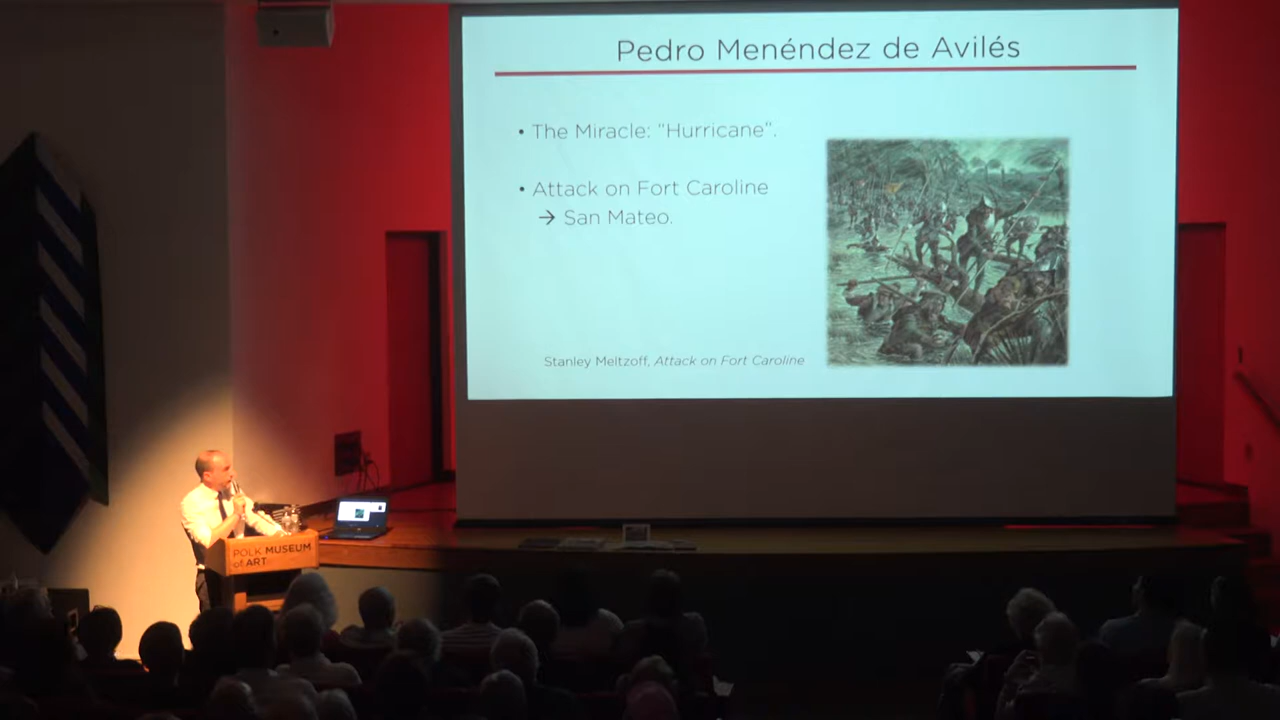 Pedro Menéndez de Avilés
• The Miracle: "Hurricane".
• Attack on Fort Caroline
→ San Mateo.
Stanley Meltzoff, Attack on Fort Caroline
POLK MUSEUM
of ART